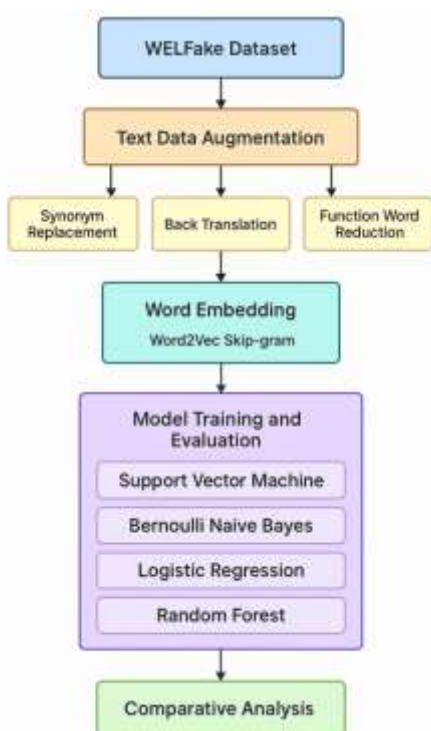 WELFake Dataset
Text Data Augmentation
Synonym
Replacement
Back Translation
Function Word
Reduction
Word Embedding
Word2Vec Skip-gram
Model Training and
Evaluation
Support Vector Machine
Bernoulli Naive Bayes
Logistic Regression
Random Forest
Comparative Analysis